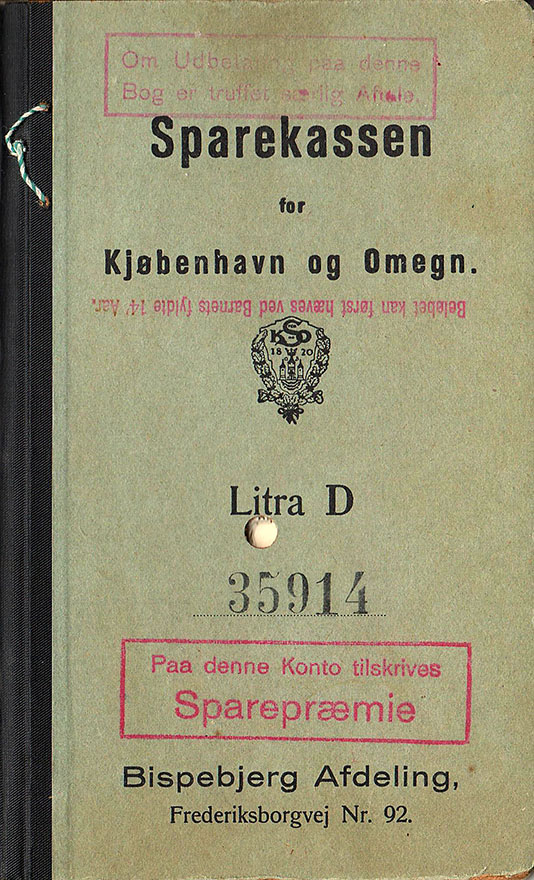 Om Udbetaling paa denne
Bog er truffet særlig Aftale.
Sparekassen
for
Kjøbenhavn og Omegn.
Beløbet kan først hæves ved Barnets fyldte 14' Aar.
KSO
18 20
Litra D
35914
Paa denne Konto tilskrives
Sparepræmie
Bispebjerg Afdeling,
Frederiksborgvej Nr. 92.